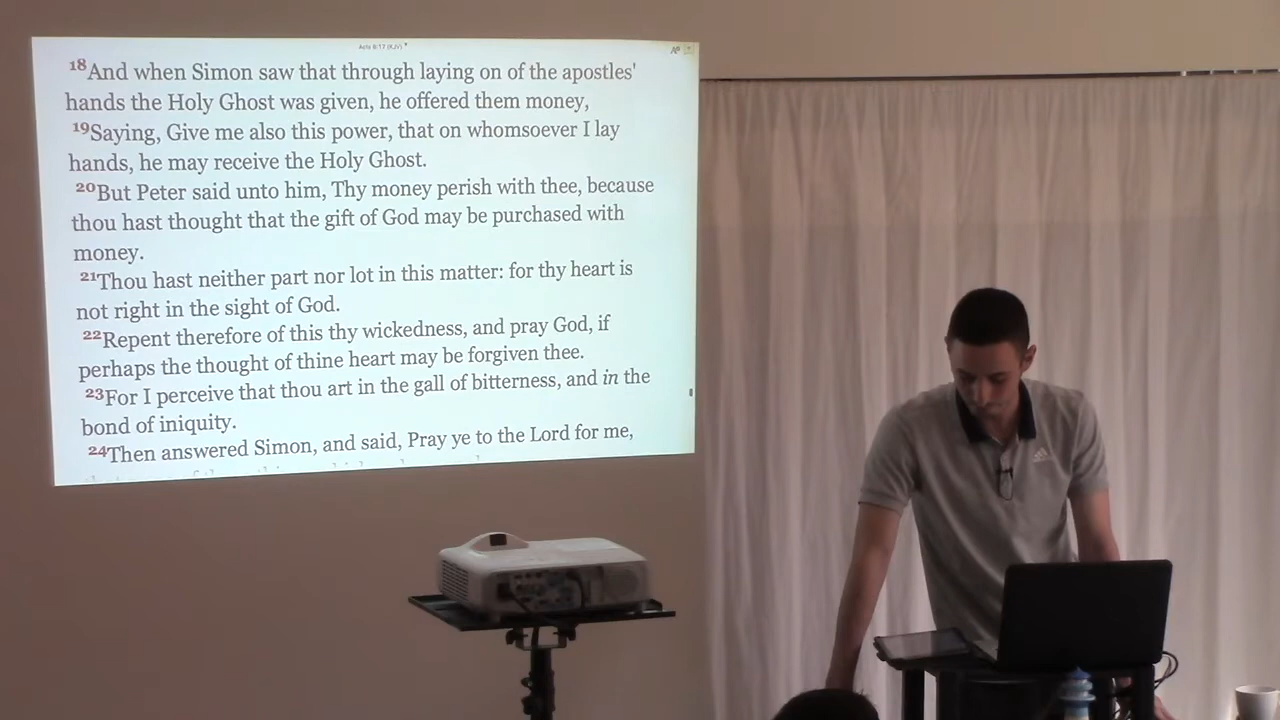 Acts 8:17 (KJV)
18And when Simon saw that through laying on of the apostles'
hands the Holy Ghost was given, he offered them money,
19Saying, Give me also this power, that on whomsoever I lay
hands, he may receive the Holy Ghost.
20But Peter said unto him, Thy money perish with thee, because
thou hast thought that the gift of God may be purchased with
money.
21Thou hast neither part nor lot in this matter: for thy heart is
not right in the sight of God.
22Repent therefore of this thy wickedness, and pray God, if
perhaps the thought of thine heart may be forgiven thee.
23For I perceive that thou art in the gall of bitterness, and in the
bond of iniquity.
24Then answered Simon, and said, Pray ye to the Lord for me,